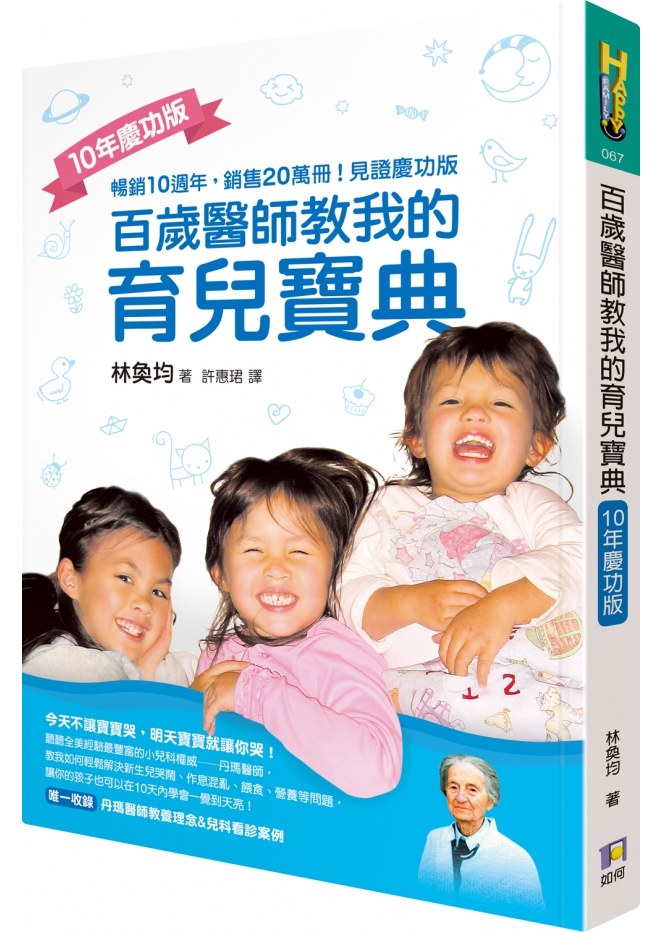 10年慶功版
暢銷10週年，銷售20萬冊！見證慶功版
百歲醫師教我的
育兒寶典
林奐均 著 許惠珺 譯
今天不讓寶寶哭，明天寶寶就讓你哭！
聽聽全美經驗最豐富的小兒科權威——丹瑪醫師，
教我如何輕鬆解決新生兒哭鬧、作息混亂、餵食、營養等問題，
讓你的孩子也可以在10天內學會一覺到天亮！
唯一收錄 丹瑪醫師教養理念&兒科看診案例
1 2
HAPPY
FAMILY
067
百歲醫師教我的育兒寶典
10年慶功版
林奐均 著
如何